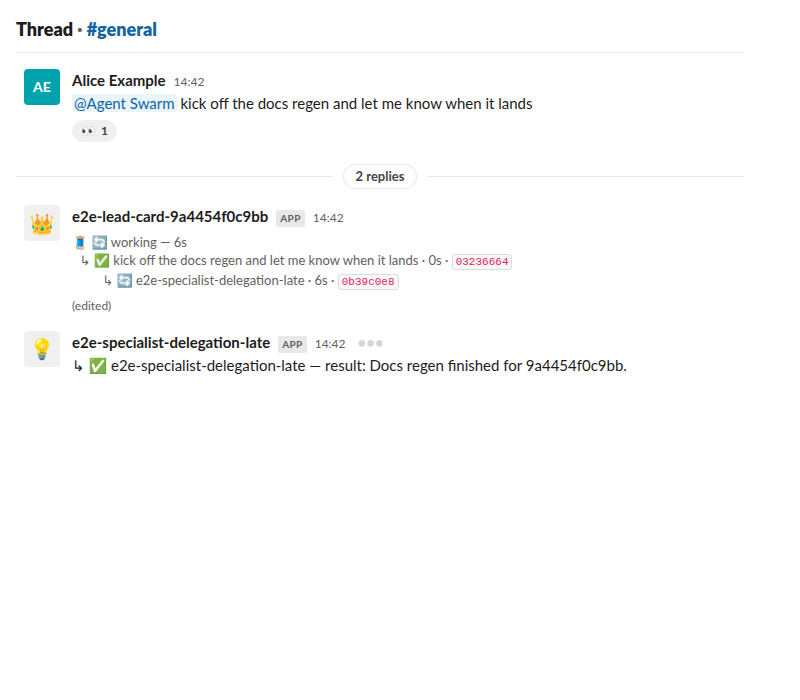 Thread • #general
AE
Alice Example 14:42
@Agent Swarm kick off the docs regen and let me know when it lands
👀 1
2 replies
e2e-lead-card-9a4454f0c9bb APP 14:42
🧵 🔄 working — 6s
↳ ✅ kick off the docs regen and let me know when it lands · 0s · 03236664
↳ 🔄 e2e-specialist-delegation-late · 6s · 0b39c0e8
(edited)
e2e-specialist-delegation-late APP 14:42
↳ ✅ e2e-specialist-delegation-late — result: Docs regen finished for 9a4454f0c9bb.